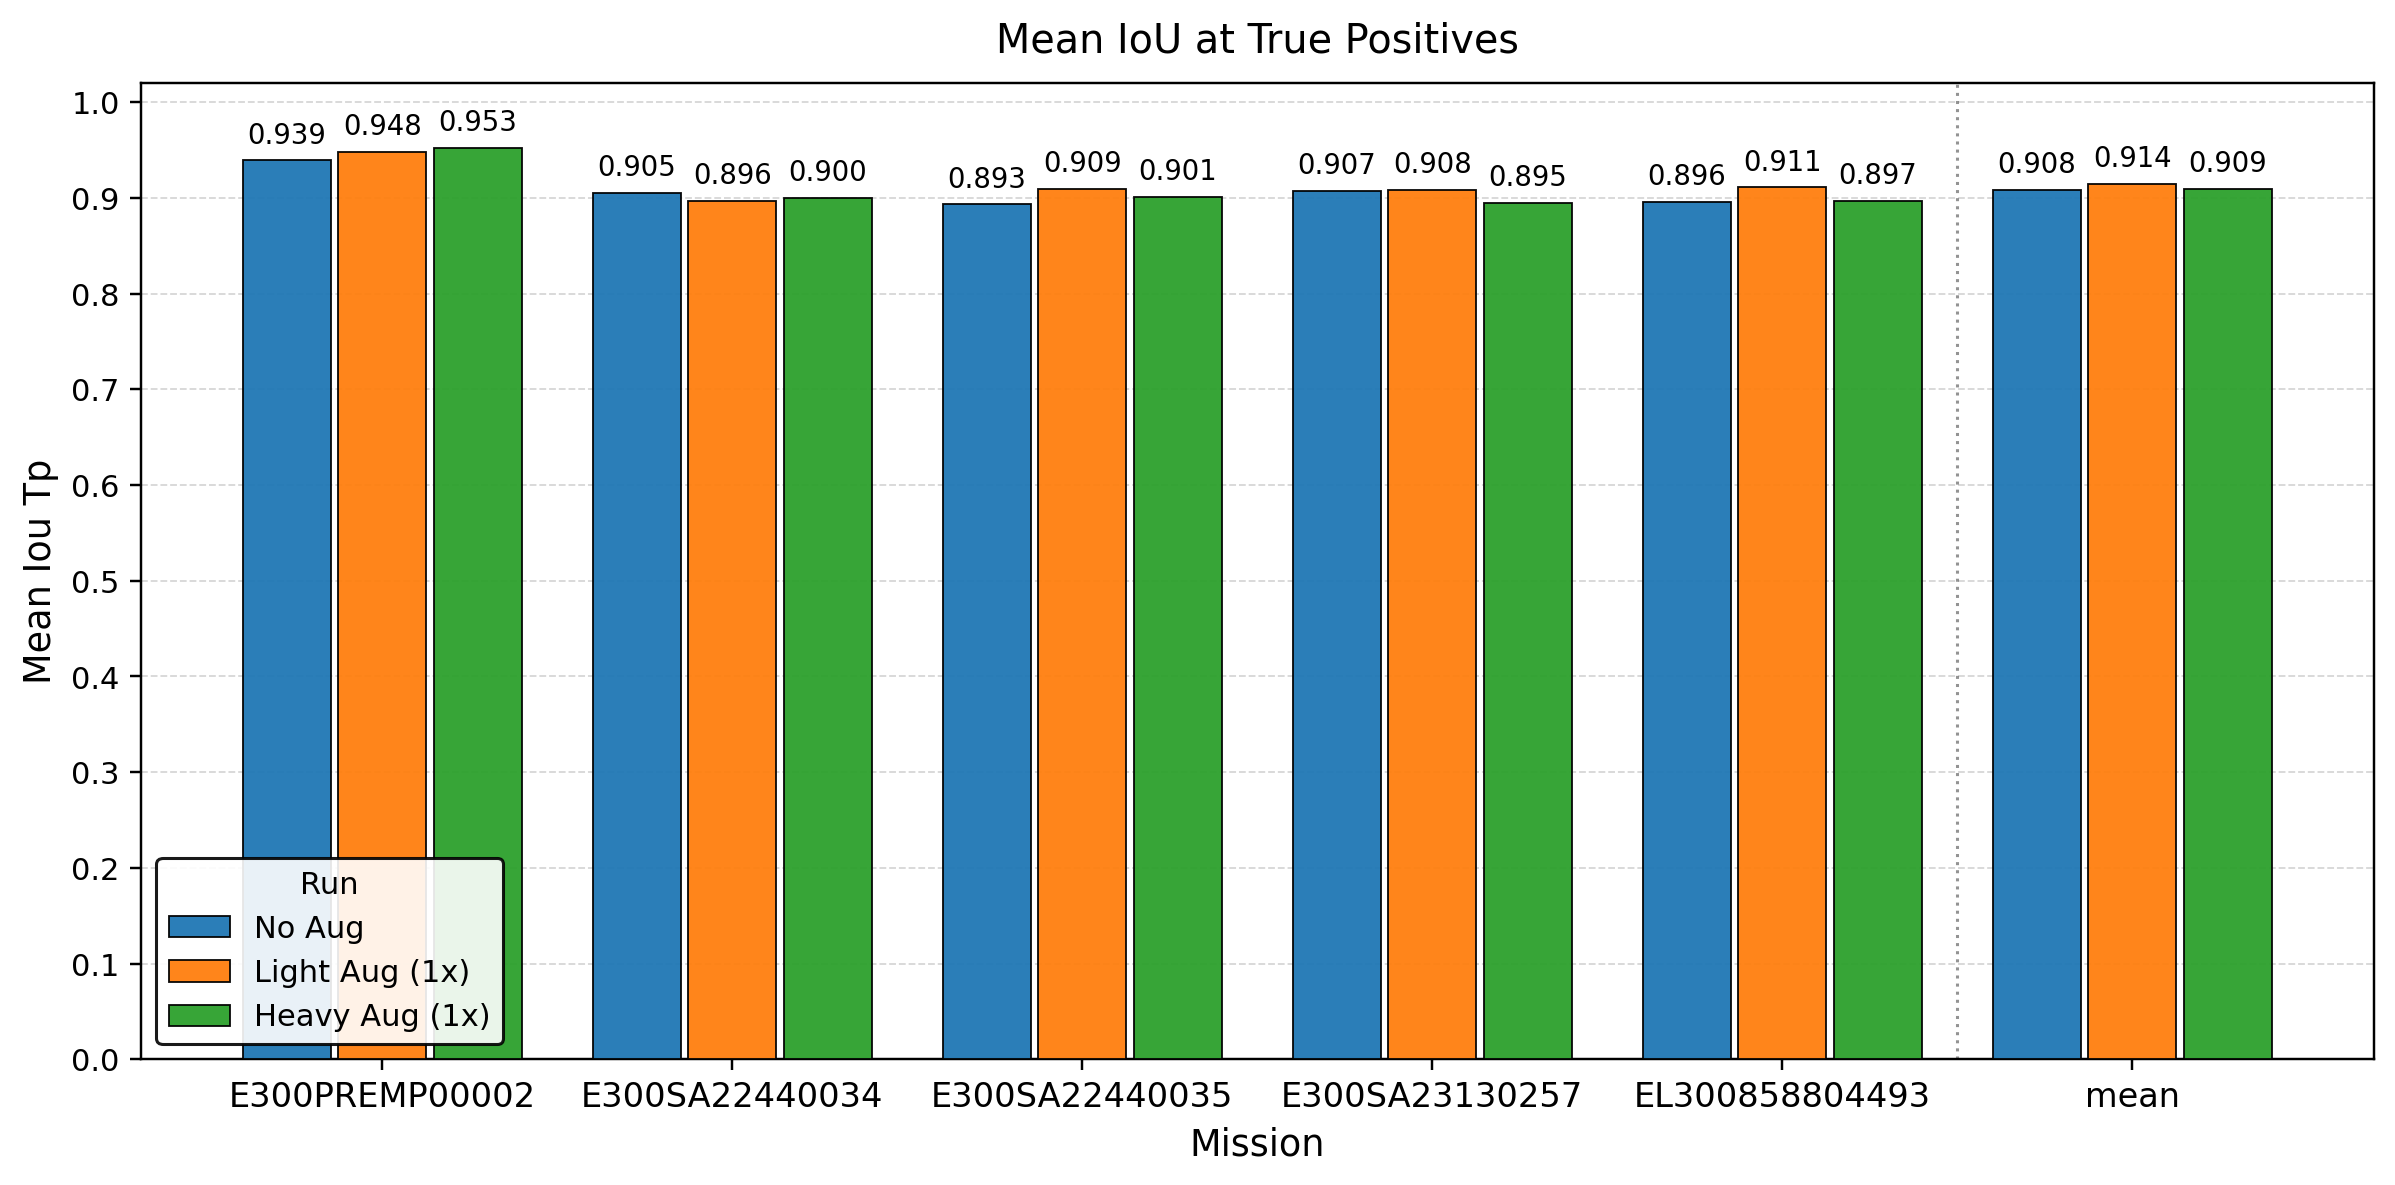 Mean IoU at True Positives
Mean Iou Tp
1.0
0.9
0.8
0.7
0.6
0.5
0.4
0.3
0.2
0.1
0.0
0.939 0.948 0.953
0.905 0.896 0.900
0.893 0.909 0.901
0.907 0.908 0.895
0.896 0.911 0.897
0.908 0.914 0.909
Run
No Aug
Light Aug (1x)
Heavy Aug (1x)
E300PREMP00002 E300SA22440034 E300SA22440035 E300SA23130257 EL300858804493 mean
Mission